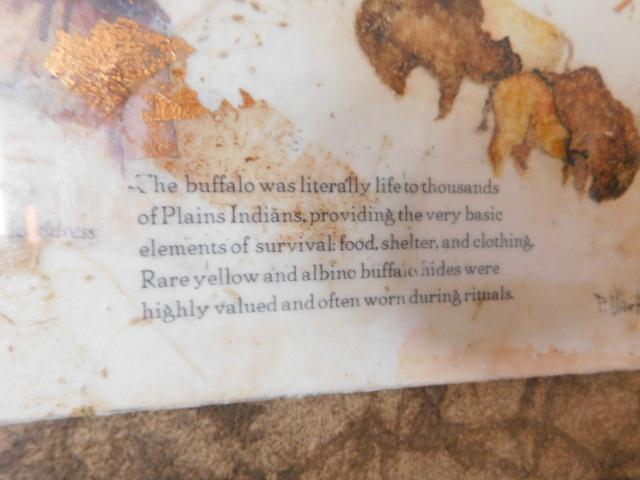 The buffalo was literally life to thousands
of Plains Indians, providing the very basic
elements of survival: food, shelter, and clothing.
Rare yellow and albino buffalo hides were
highly valued and often worn during rituals.